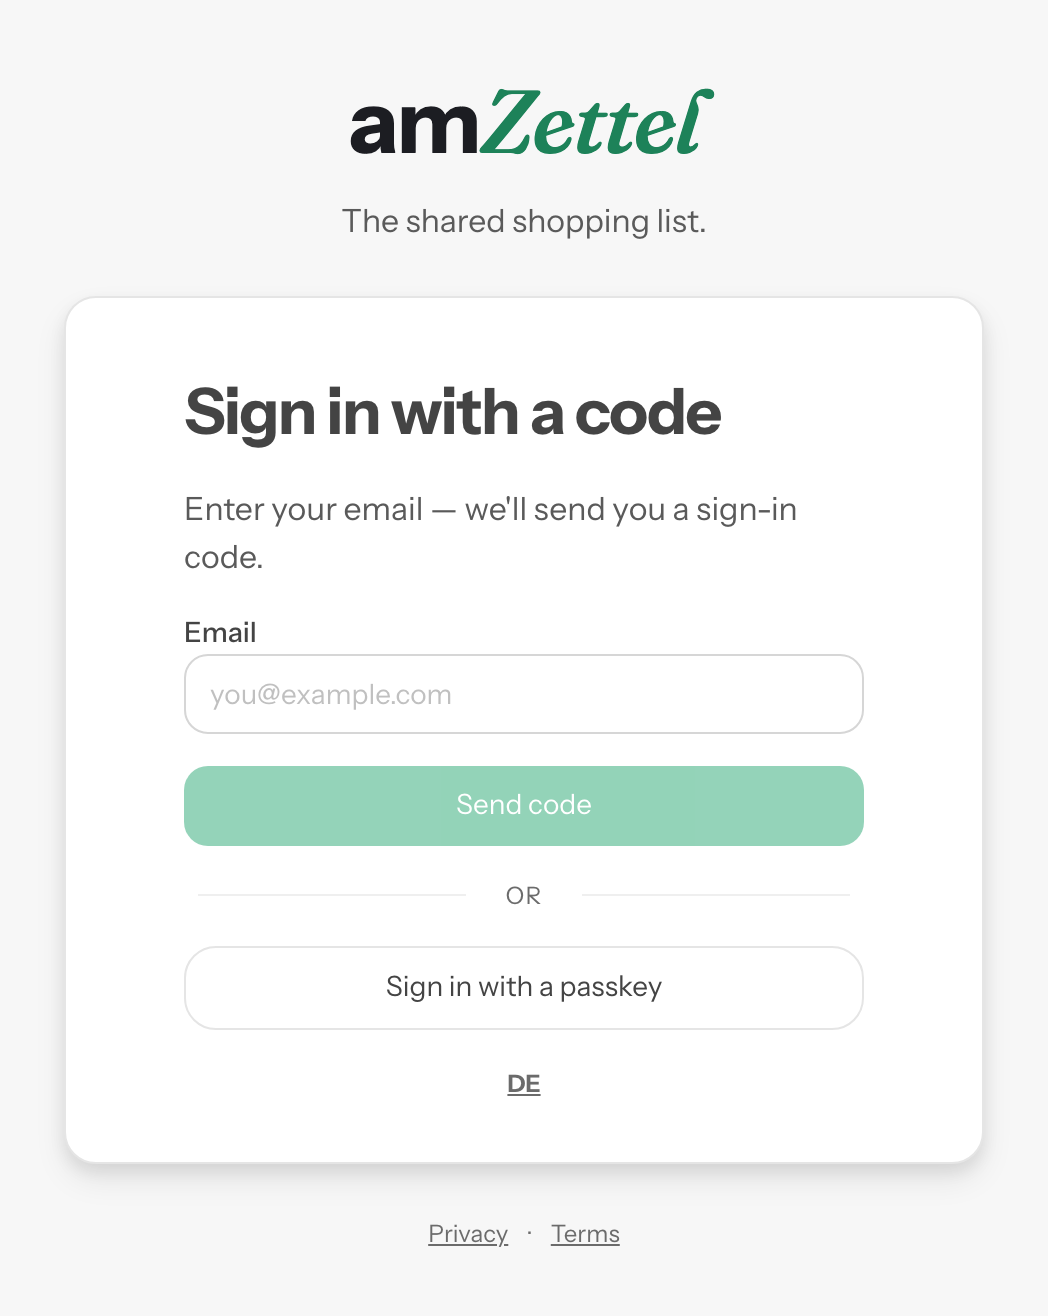 amZettel
The shared shopping list.
Sign in with a code
Enter your email — we'll send you a sign-in
code.
Email
you@example.com
Send code
OR
Sign in with a passkey
DE
Privacy · Terms